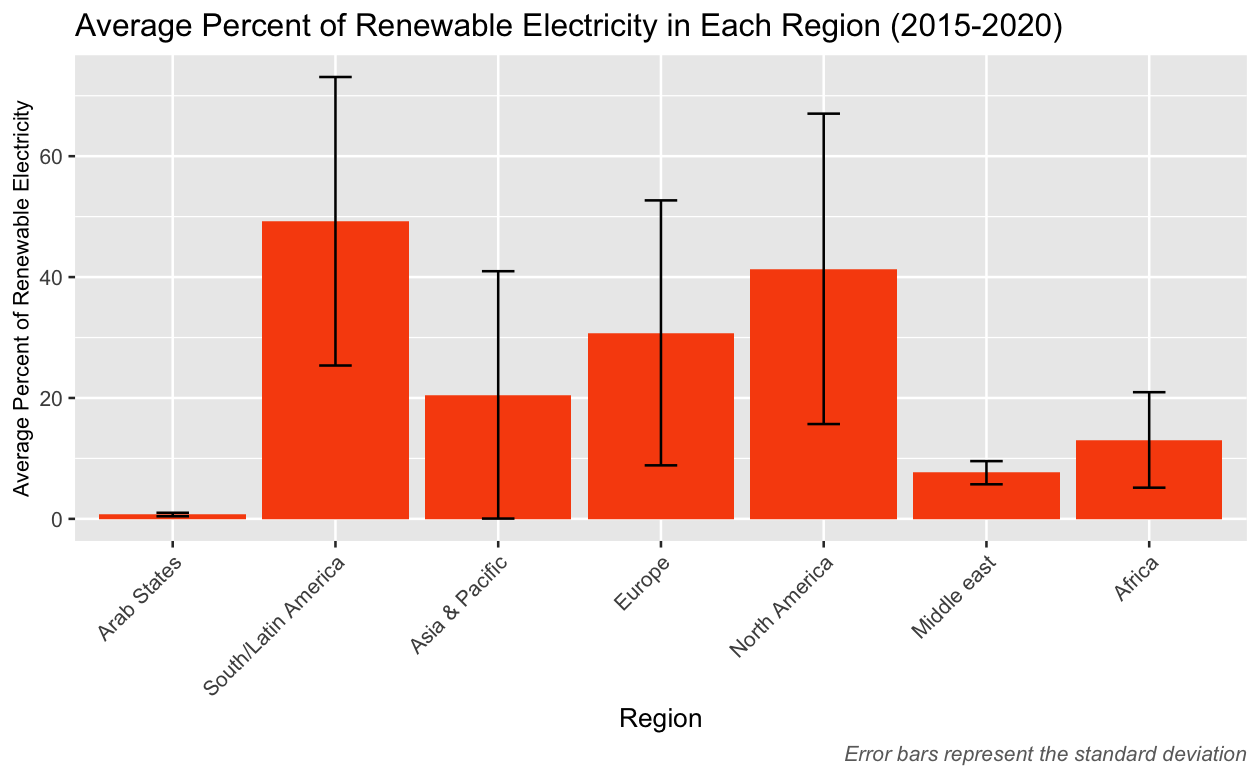 Average Percent of Renewable Electricity in Each Region (2015-2020)
Average Percent of Renewable Electricity
60
40
20
0
Arab States
South/Latin America
Asia & Pacific
Europe
North America
Middle east
Africa
Region
Error bars represent the standard deviation